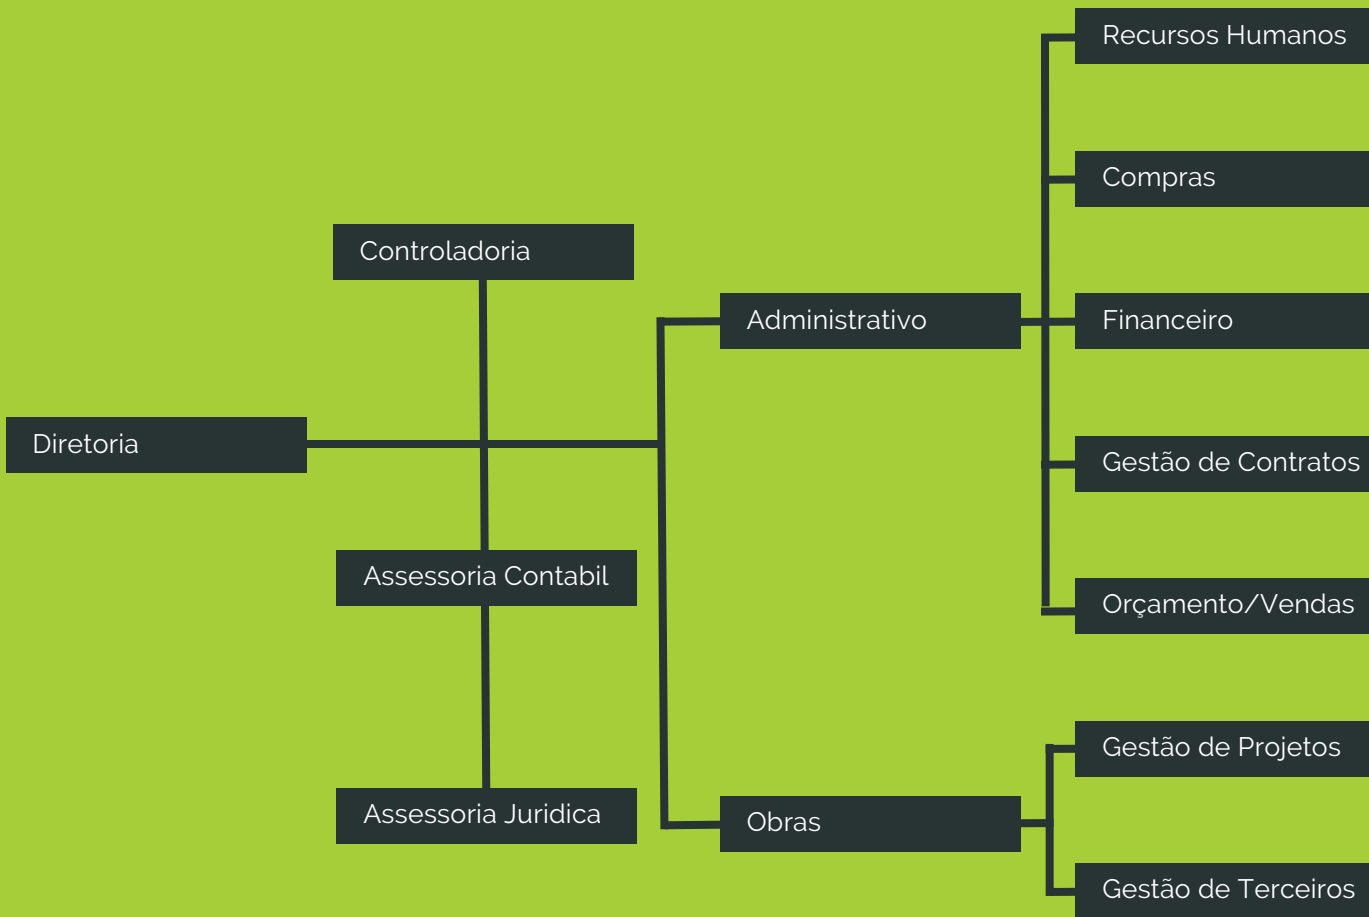 Recursos Humanos
Compras
Controladoria
Administrativo
Financeiro
Diretoria
Gestão de Contratos
Assessoria Contabil
Orçamento/Vendas
Gestão de Projetos
Assessoria Juridica
Obras
Gestão de Terceiros